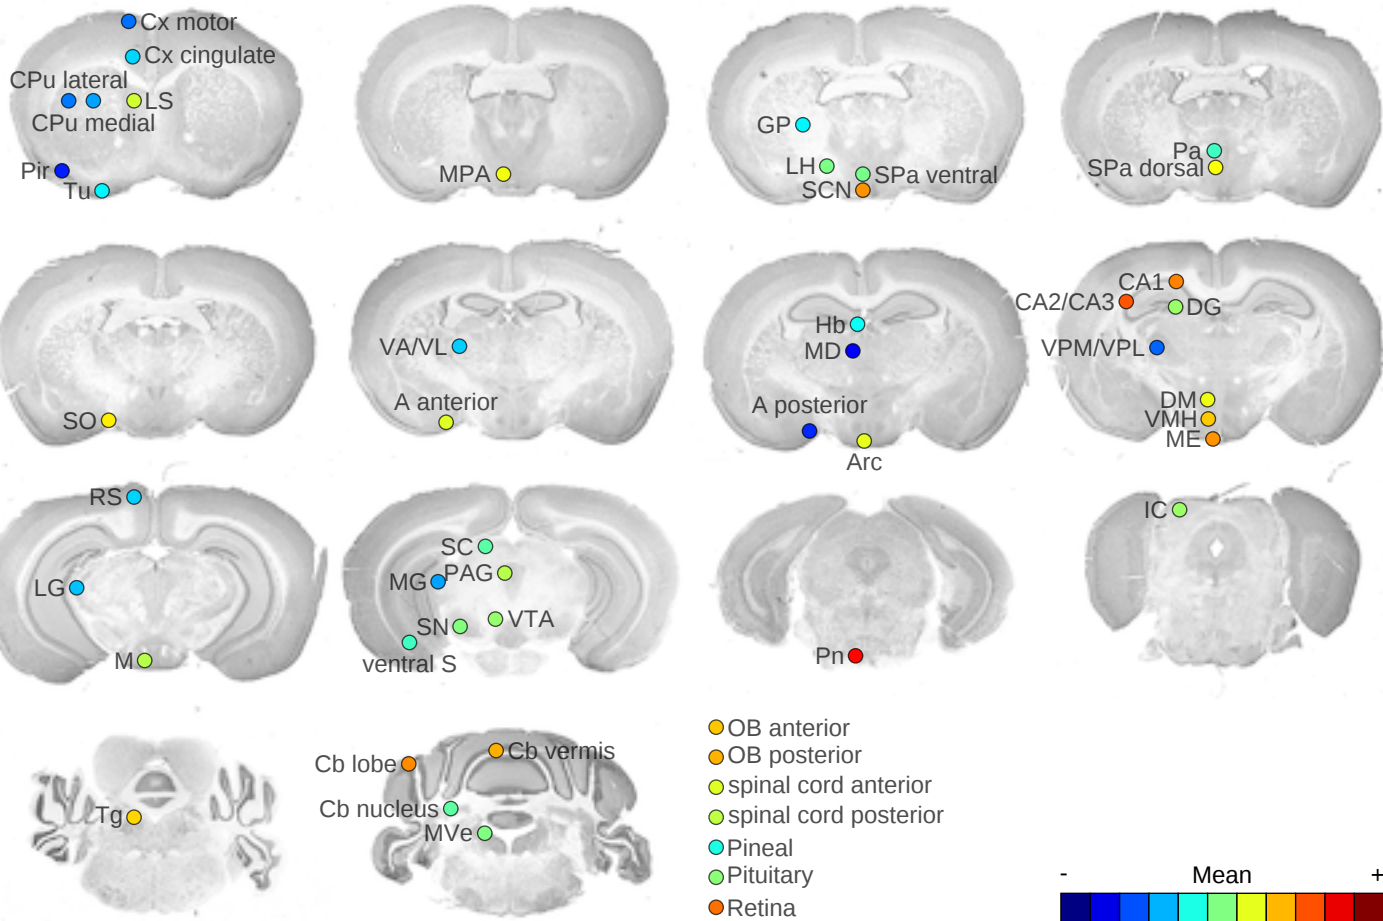 Cx motor
Cx cingulate
CPu lateral
LS
CPu medial
Pir
Tu
MPA
GP
LH
SPa ventral
SCN
Pa
SPa dorsal
SO
VA/VL
A anterior
Hb
MD
A posterior
Arc
CA1
CA2/CA3
DG
VPM/VPL
DM
VMH
ME
RS
LG
M
SC
MG
PAG
SN
VTA
ventral S
Pn
IC
Tg
Cb lobe
Cb vermis
Cb nucleus
MVe
OB anterior
OB posterior
spinal cord anterior
spinal cord posterior
Pineal
Pituitary
Retina
- Mean +